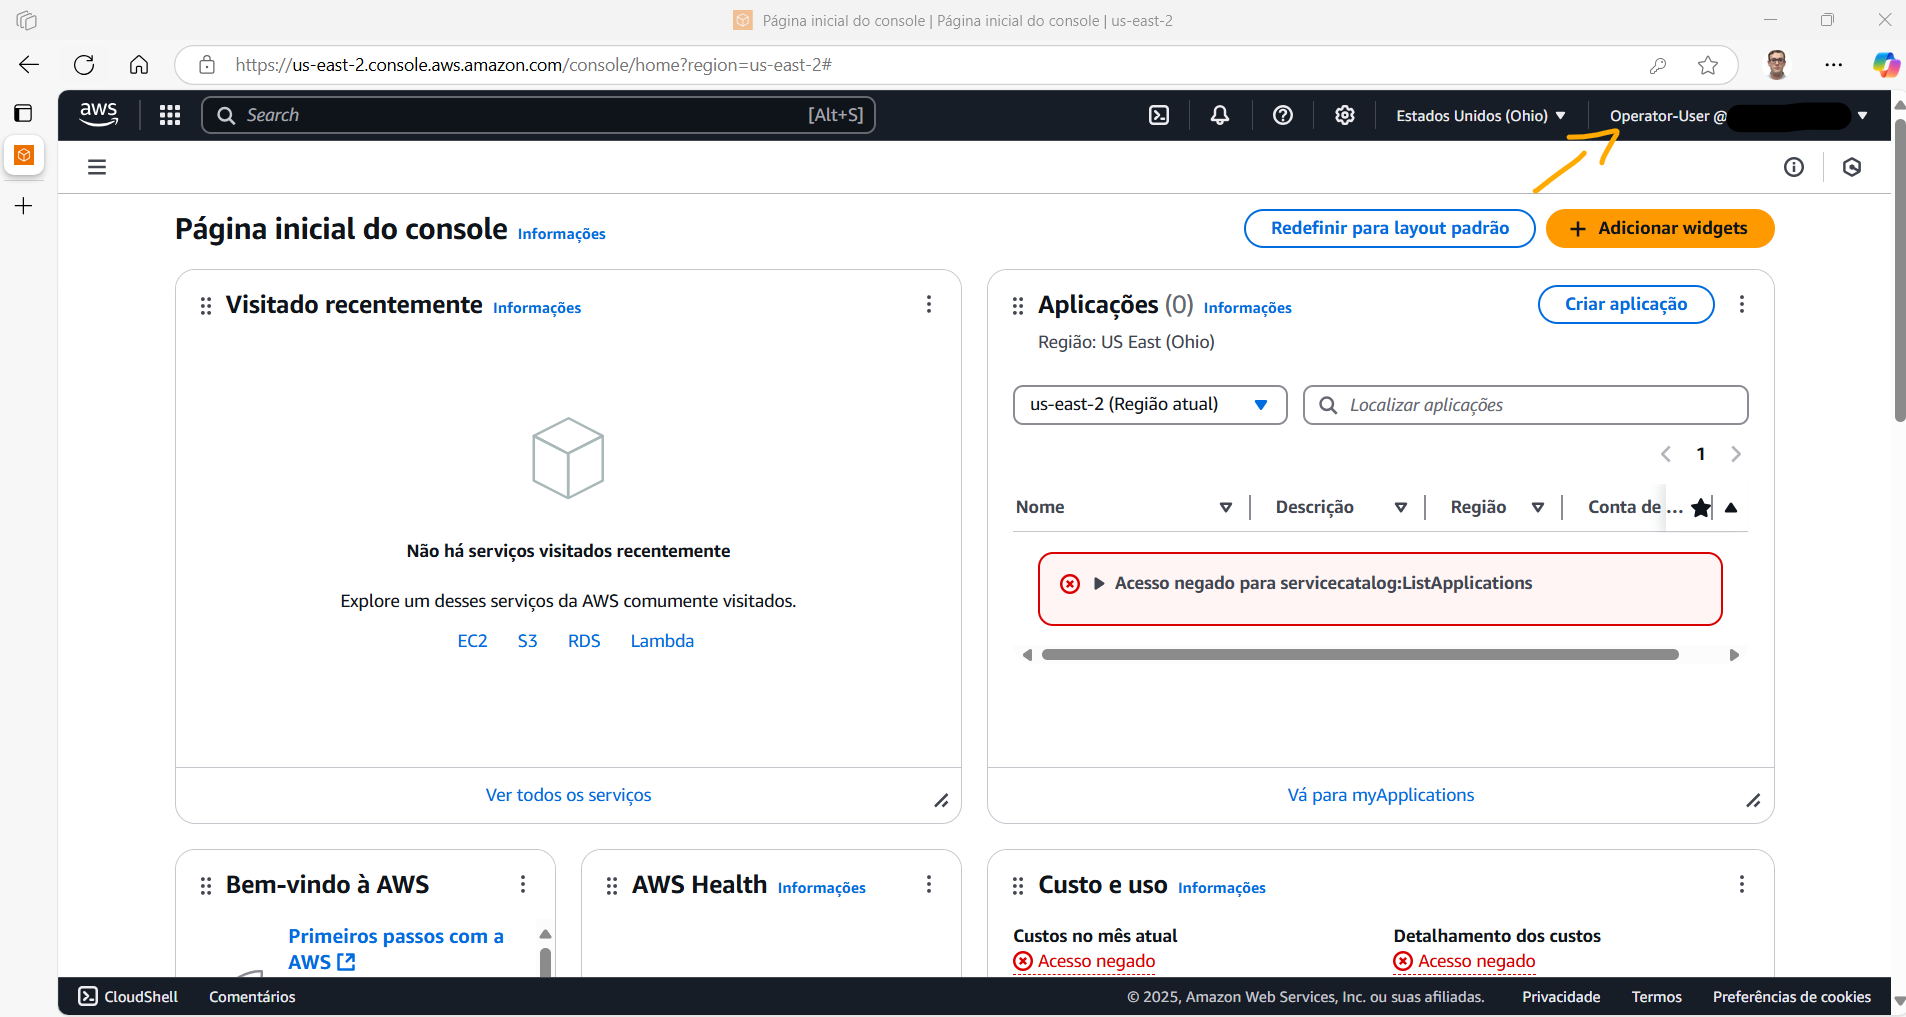 Página inicial do console | Página inicial do console | us-east-2
https://us-east-2.console.aws.amazon.com/console/home?region=us-east-2#
aws
Search [Alt+S]
Estados Unidos (Ohio)
Operator-User @
Página inicial do console Informações
Redefinir para layout padrão
+ Adicionar widgets
Visitado recentemente Informações
Não há serviços visitados recentemente
Explore um desses serviços da AWS comumente visitados.
EC2 S3 RDS Lambda
Ver todos os serviços
Aplicações (0) Informações
Criar aplicação
Região: US East (Ohio)
us-east-2 (Região atual)
Localizar aplicações
1
Nome Descrição Região Conta de ...
Acesso negado para servicecatalog:ListApplications
Vá para myApplications
Bem-vindo à AWS
Primeiros passos com a
AWS
AWS Health Informações
Custo e uso Informações
Custos no mês atual
Acesso negado
Detalhamento dos custos
Acesso negado
CloudShell Comentários © 2025, Amazon Web Services, Inc. ou suas afiliadas. Privacidade Termos Preferências de cookies